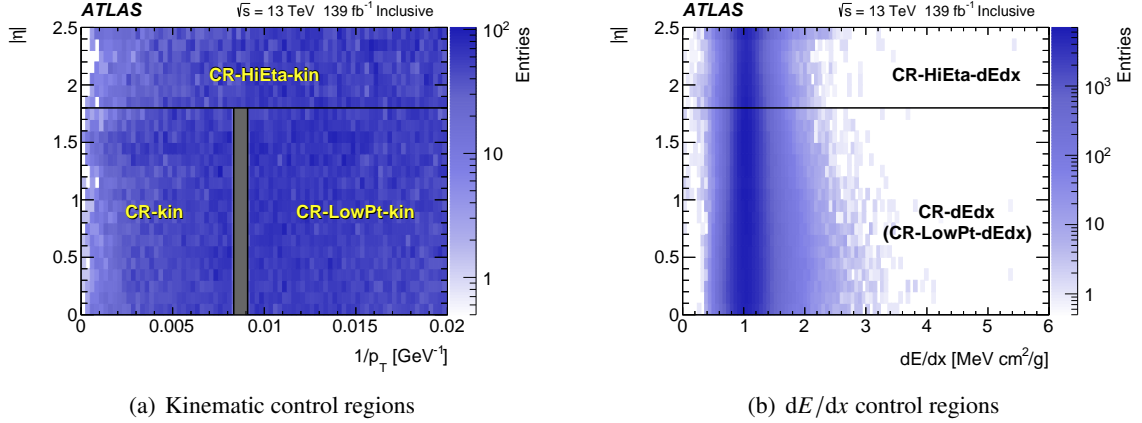 ATLAS √s = 13 TeV 139 fb⁻¹ Inclusive
|η|
2.5
2
1.5
1
0.5
0
CR-HiEta-kin
CR-kin
CR-LowPt-kin
0 0.005 0.01 0.015 0.02
1/p_T [GeV⁻¹]
10²
10
1
Entries
(a) Kinematic control regions
ATLAS √s = 13 TeV 139 fb⁻¹ Inclusive
|η|
2.5
2
1.5
1
0.5
0
CR-HiEta-dEdx
CR-dEdx
(CR-LowPt-dEdx)
0 1 2 3 4 5 6
dE/dx [MeV cm²/g]
10³
10²
10
1
Entries
(b) dE/dx control regions